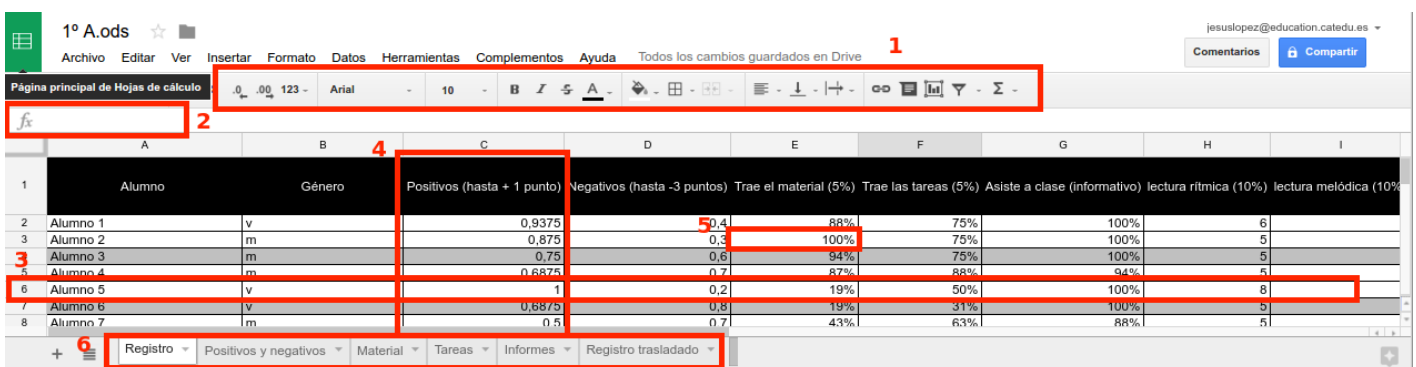 1º A.ods
jesuslopez@education.catedu.es
Archivo Editar Ver Insertar Formato Datos Herramientas Complementos Ayuda Todos los cambios guardados en Drive 1 Comentarios Compartir
Página principal de Hojas de cálculo .0 .00 123 Arial 10 B I S A Σ
fx 2
A B 4 C D E F G H I
1 Alumno Género Positivos (hasta + 1 punto) Negativos (hasta -3 puntos) Trae el material (5%) Trae las tareas (5%) Asiste a clase (informativo) lectura rítmica (10%) lectura melódica (10%
2 Alumno 1 v 0,9375 0,4 88% 75% 100% 6
5
3 Alumno 2 m 0,875 0,3 100% 75% 100% 5
3 Alumno 3 m 0,75 0,6 94% 75% 100% 5
5 Alumno 4 m 0,6875 0,7 87% 88% 94% 5
6 Alumno 5 v 1 0,2 19% 50% 100% 8
7 Alumno 6 v 0,6875 0,8 19% 31% 100% 5
8 Alumno 7 m 0,5 0,7 43% 63% 88% 5
+ 6 Registro Positivos y negativos Material Tareas Informes Registro trasladado